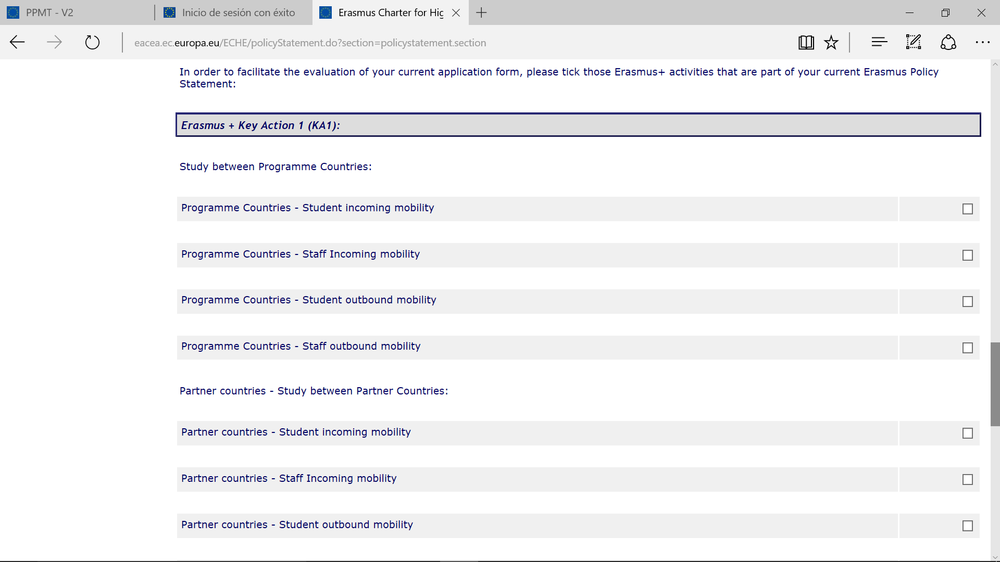 PPMT - V2
Inicio de sesión con éxito
Erasmus Charter for Hig
eacea.ec.europa.eu/ECHE/policyStatement.do?section=policystatement.section
In order to facilitate the evaluation of your current application form, please tick those Erasmus+ activities that are part of your current Erasmus Policy
Statement:
Erasmus + Key Action 1 (KA1):
Study between Programme Countries:
Programme Countries - Student incoming mobility
Programme Countries - Staff Incoming mobility
Programme Countries - Student outbound mobility
Programme Countries - Staff outbound mobility
Partner countries - Study between Partner Countries:
Partner countries - Student incoming mobility
Partner countries - Staff Incoming mobility
Partner countries - Student outbound mobility